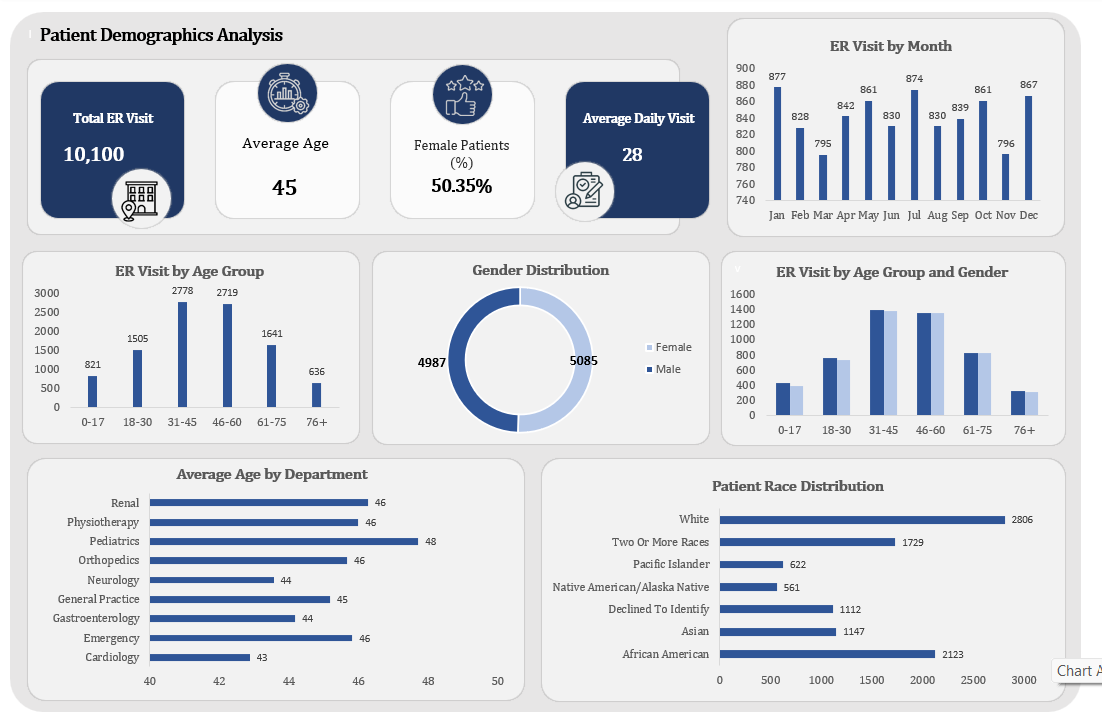 Patient Demographics Analysis
Total ER Visit
10,100
Average Age
45
Female Patients
(%)
50.35%
Average Daily Visit
28
ER Visit by Month
900
880
860
840
820
800
780
760
740
877
828
795
842
861
830
874
830
839
861
796
867
Jan Feb Mar Apr May Jun Jul Aug Sep Oct Nov Dec
ER Visit by Age Group
3000
2500
2000
1500
1000
500
0
821
1505
2778
2719
1641
636
0-17 18-30 31-45 46-60 61-75 76+
Gender Distribution
4987
5085
Female
Male
ER Visit by Age Group and Gender
1600
1400
1200
1000
800
600
400
200
0
0-17 18-30 31-45 46-60 61-75 76+
Average Age by Department
Renal 46
Physiotherapy 46
Pediatrics 48
Orthopedics 46
Neurology 44
General Practice 45
Gastroenterology 44
Emergency 46
Cardiology 43
40 42 44 46 48 50
Patient Race Distribution
White 2806
Two Or More Races 1729
Pacific Islander 622
Native American/Alaska Native 561
Declined To Identify 1112
Asian 1147
African American 2123
0 500 1000 1500 2000 2500 3000
Chart A